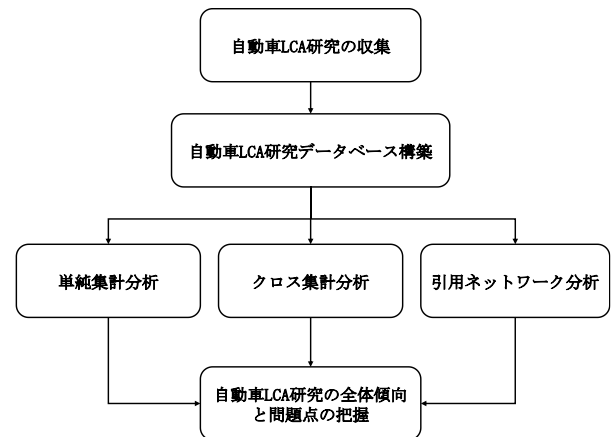 自動車LCA研究の収集
自動車LCA研究データベース構築
単純集計分析
クロス集計分析
引用ネットワーク分析
自動車LCA研究の全体傾向
と問題点の把握